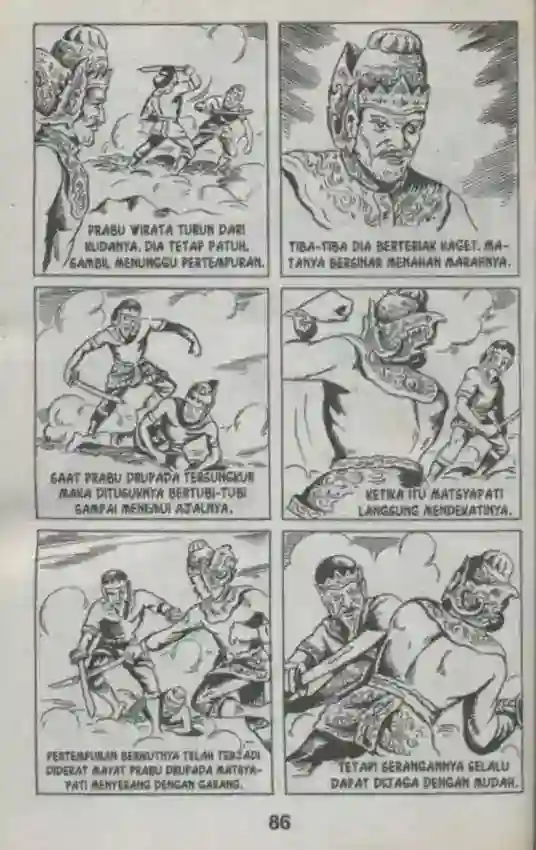 PRABU WIRATA TURUN DARI
KUDANYA. DIA TETAP PATUH.
SAMBIL MENUNGGU PERTEMPURAN.
TIBA-TIBA DIA BERTERIAK KAGET. MA-
TANYA BERSINAR MENAHAN MARAHNYA.
SAAT PRABU DRUPADA TERSUNGKUR
MAKA DITUSUKNYA BERTUBI-TUBI
SAMPAI MENEMUI AJALNYA.
KETIKA ITU MATSYAPATI
LANGSUNG MENDEKATINYA.
PERTEMPURAN BERIKUTNYA TELAH TERJADI
DIDEKAT MAYAT PRABU DRUPADA MATSYA-
PATI MENYERANG DENGAN GARANG.
TETAPI SERANGANNYA SELALU
DAPAT DIJAGA DENGAN MUDAH.
86